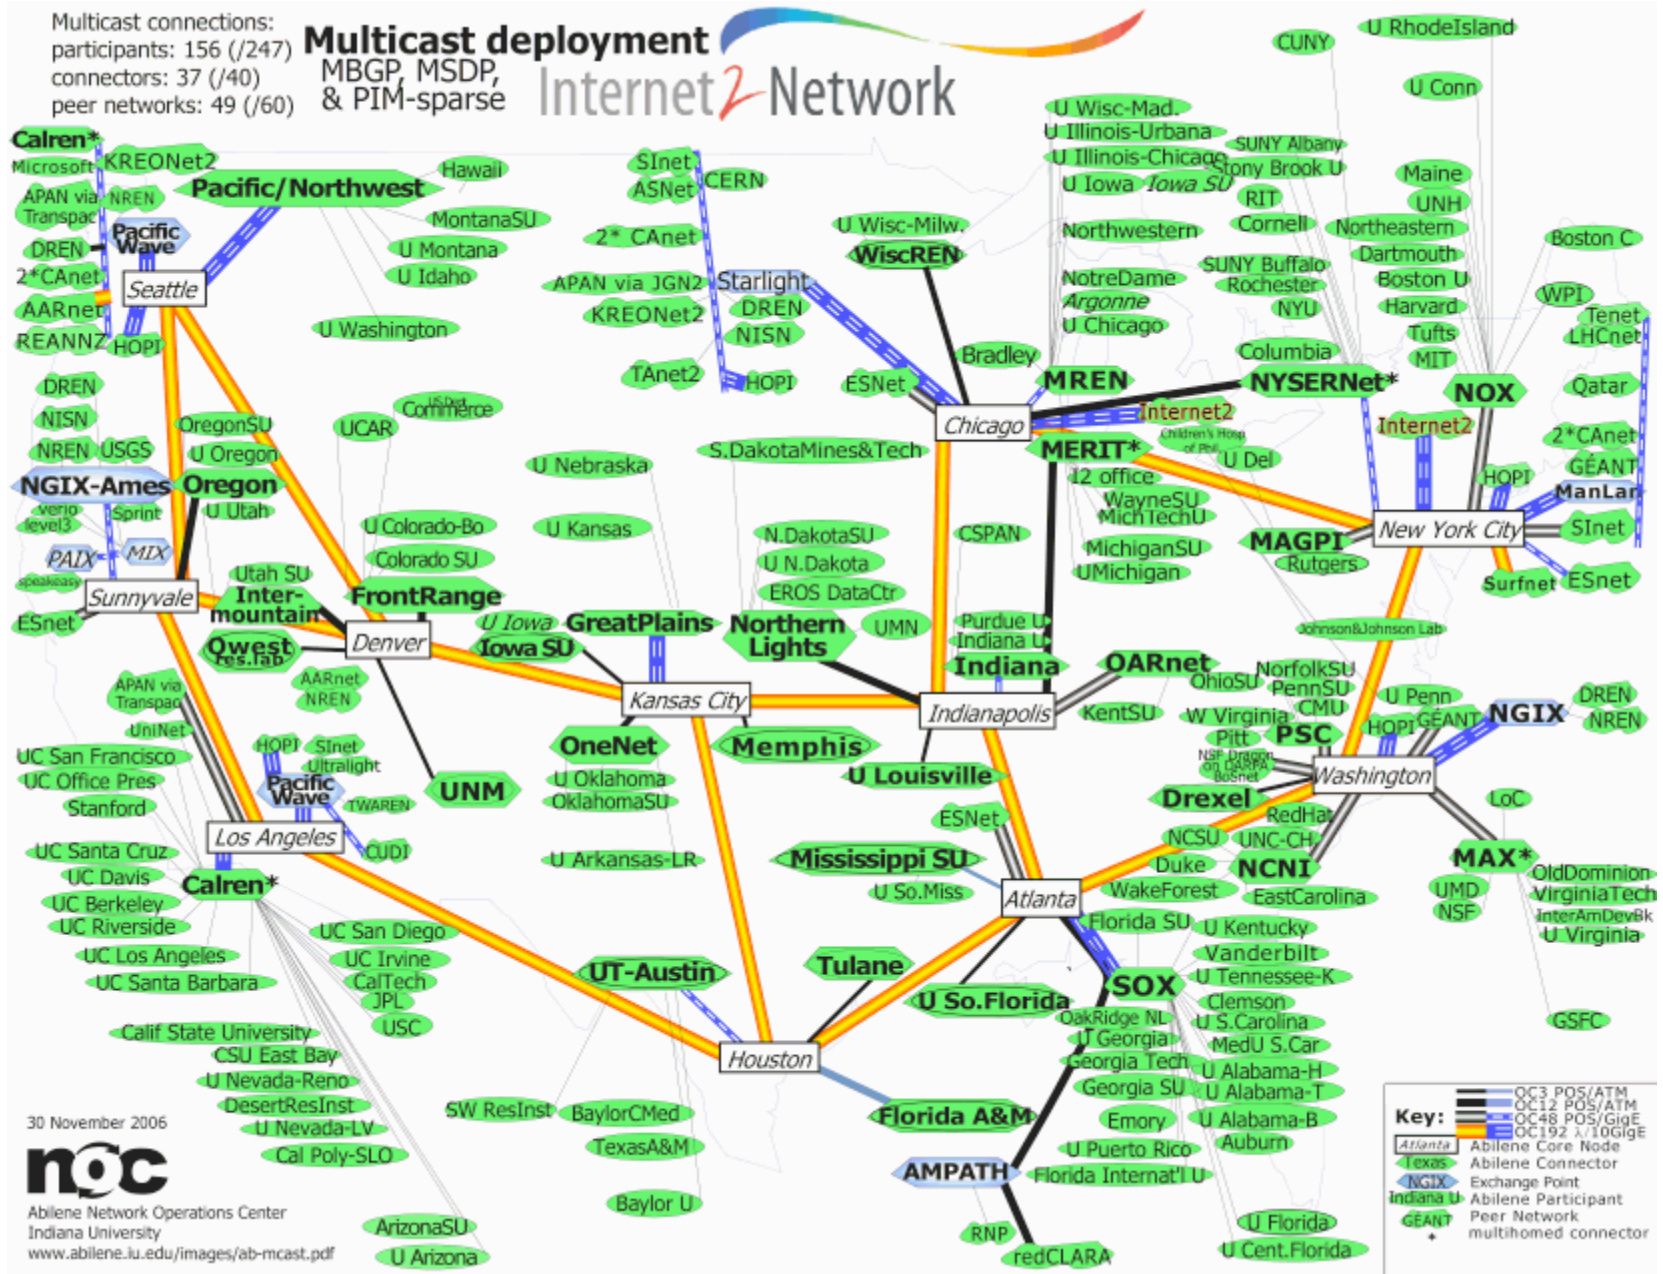 Multicast connections:
participants: 156 (/247)
connectors: 37 (/40)
peer networks: 49 (/60)
Multicast deployment
MBGP, MSDP,
& PIM-sparse
Internet2 Network
CUNY
U RhodeIsland
U Conn
Calren*
Microsoft
KREONet2
APAN via
Transpac
NREN
Pacific/Northwest
Hawaii
MontanaSU
U Montana
U Idaho
U Washington
DREN
Pacific
Wave
2*CAnet
Seattle
AARnet
REANNZ
HOPI
SInet
ASNet
CERN
2* CAnet
APAN via JGN2
Starlight
KREONet2
DREN
NISN
TAnet2
HOPI
U Wisc-Milw.
WiscREN
ESNet
Bradley
U Wisc-Mad.
U Illinois-Urbana
U Illinois-Chicago
U Iowa
Iowa SU
Northwestern
NotreDame
Argonne
U Chicago
MREN
Chicago
SUNY Albany
Stony Brook U
RIT
Cornell
SUNY Buffalo
Rochester
NYU
Columbia
NYSERNet*
Internet2
Maine
UNH
Northeastern
Dartmouth
Boston U
Harvard
Tufts
MIT
NOX
Boston C
WPI
Tenet
LHCnet
Qatar
2*CAnet
GÉANT
Internet2
HOPI
ManLan
New York City
SInet
Surfnet
ESnet
MERIT*
Children's Hosp
of Phil
U Del
I2 office
WayneSU
MichTechU
MichiganSU
UMichigan
MAGPI
Rutgers
Johnson&Johnson Lab
DREN
NISN
NREN
USGS
NGIX-Ames
Verio
level3
Sprint
PAIX
MIX
speakeasy
Sunnyvale
ESnet
OregonSU
U Oregon
Oregon
U Utah
Utah SU
Inter-
mountain
Qwest
res.lab
UCAR
US Dept
Commerce
U Colorado-Bo
Colorado SU
FrontRange
Denver
AARnet
NREN
UNM
U Nebraska
U Kansas
U Iowa
Iowa SU
GreatPlains
Kansas City
OneNet
Memphis
U Oklahoma
OklahomaSU
U Arkansas-LR
S.DakotaMines&Tech
N.DakotaSU
U N.Dakota
EROS DataCtr
Northern
Lights
UMN
CSPAN
Purdue U
Indiana U
Indiana
Indianapolis
U Louisville
OARnet
OhioSU
KentSU
NorfolkSU
PennSU
CMU
W Virginia
Pitt
PSC
NSF Dragon
on DARPA
BoSnet
Drexel
U Penn
HOPI
GÉANT
NGIX
DREN
NREN
Washington
LoC
MAX*
UMD
NSF
OldDominion
VirginiaTech
InterAmDevBk
U Virginia
GSFC
RedHat
NCSU
UNC-CH
Duke
NCNI
WakeForest
EastCarolina
APAN via
Transpac
UniNet
UC San Francisco
UC Office Pres
Stanford
HOPI
SInet
Ultralight
Pacific
Wave
TWAREN
Los Angeles
CUDI
UC Santa Cruz
UC Davis
Calren*
UC Berkeley
UC Riverside
UC Los Angeles
UC Santa Barbara
UC San Diego
UC Irvine
CalTech
JPL
USC
Calif State University
CSU East Bay
U Nevada-Reno
DesertResInst
U Nevada-LV
Cal Poly-SLO
ArizonaSU
U Arizona
UT-Austin
Tulane
Houston
SW ResInst
BaylorCMed
TexasA&M
Baylor U
Florida A&M
ESNet
Mississippi SU
U So.Miss
Atlanta
U So.Florida
Florida SU
SOX
U Kentucky
Vanderbilt
U Tennessee-K
Clemson
U S.Carolina
MedU S.Car
U Alabama-H
U Alabama-T
U Alabama-B
Auburn
OakRidge NL
U Georgia
Georgia Tech
Georgia SU
Emory
U Puerto Rico
Florida Internat'l U
U Florida
U Cent.Florida
AMPATH
RNP
redCLARA
30 November 2006
noc
Abilene Network Operations Center
Indiana University
www.abilene.iu.edu/images/ab-mcast.pdf
Key:
OC3 POS/ATM
OC12 POS/ATM
OC48 POS/GigE
OC192 λ/10GigE
Atlanta Abilene Core Node
Texas Abilene Connector
NGIX Exchange Point
Indiana U Abilene Participant
GÉANT Peer Network
* multihomed connector